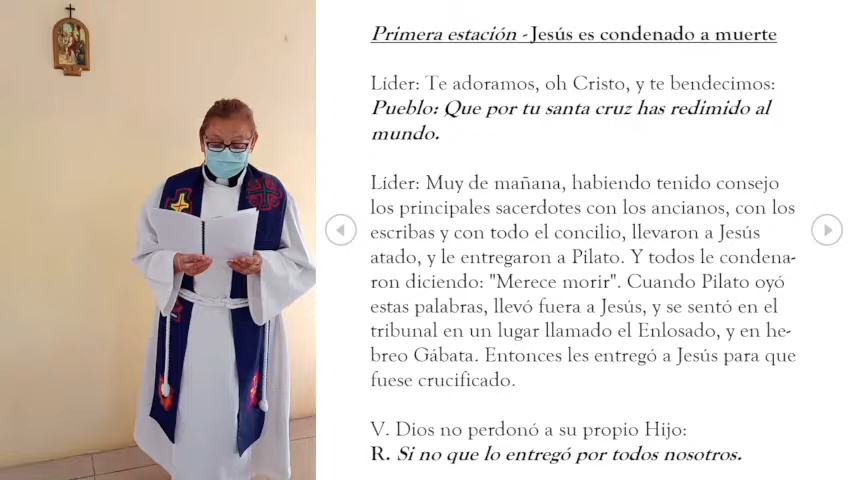 Primera estación - Jesús es condenado a muerte
Líder: Te adoramos, oh Cristo, y te bendecimos:
Pueblo: Que por tu santa cruz has redimido al
mundo.
Líder: Muy de mañana, habiendo tenido consejo
los principales sacerdotes con los ancianos, con los
escribas y con todo el concilio, llevaron a Jesús
atado, y le entregaron a Pilato. Y todos le condena-
ron diciendo: "Merece morir". Cuando Pilato oyó
estas palabras, llevó fuera a Jesús, y se sentó en el
tribunal en un lugar llamado el Enlosado, y en he-
breo Gábata. Entonces les entregó a Jesús para que
fuese crucificado.
V. Dios no perdonó a su propio Hijo:
R. Si no que lo entregó por todos nosotros.